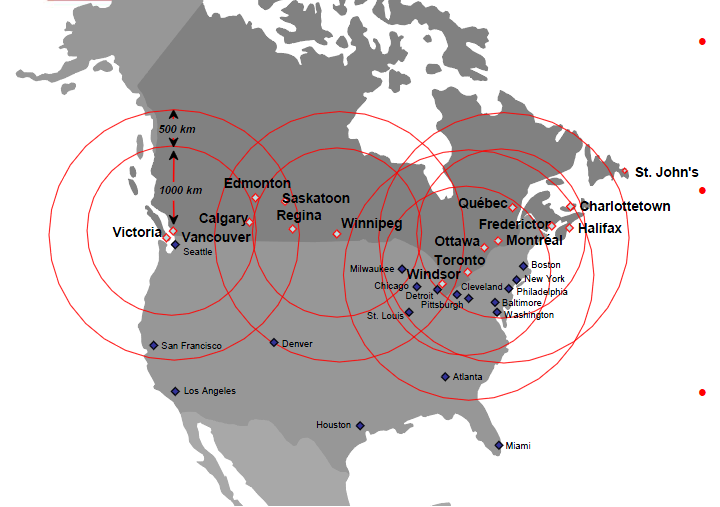 500 km
St. John's
1000 km
Edmonton
Saskatoon
Québec
Charlottetown
Calgary
Regina
Winnipeg
Fredericton
Halifax
Victoria
Vancouver
Ottawa
Montréal
Seattle
Toronto
Boston
Milwaukee
Windsor
New York
Chicago
Cleveland
Philadelphia
Detroit
Pittsburgh
Baltimore
St. Louis
Washington
San Francisco
Denver
Atlanta
Los Angeles
Houston
Miami